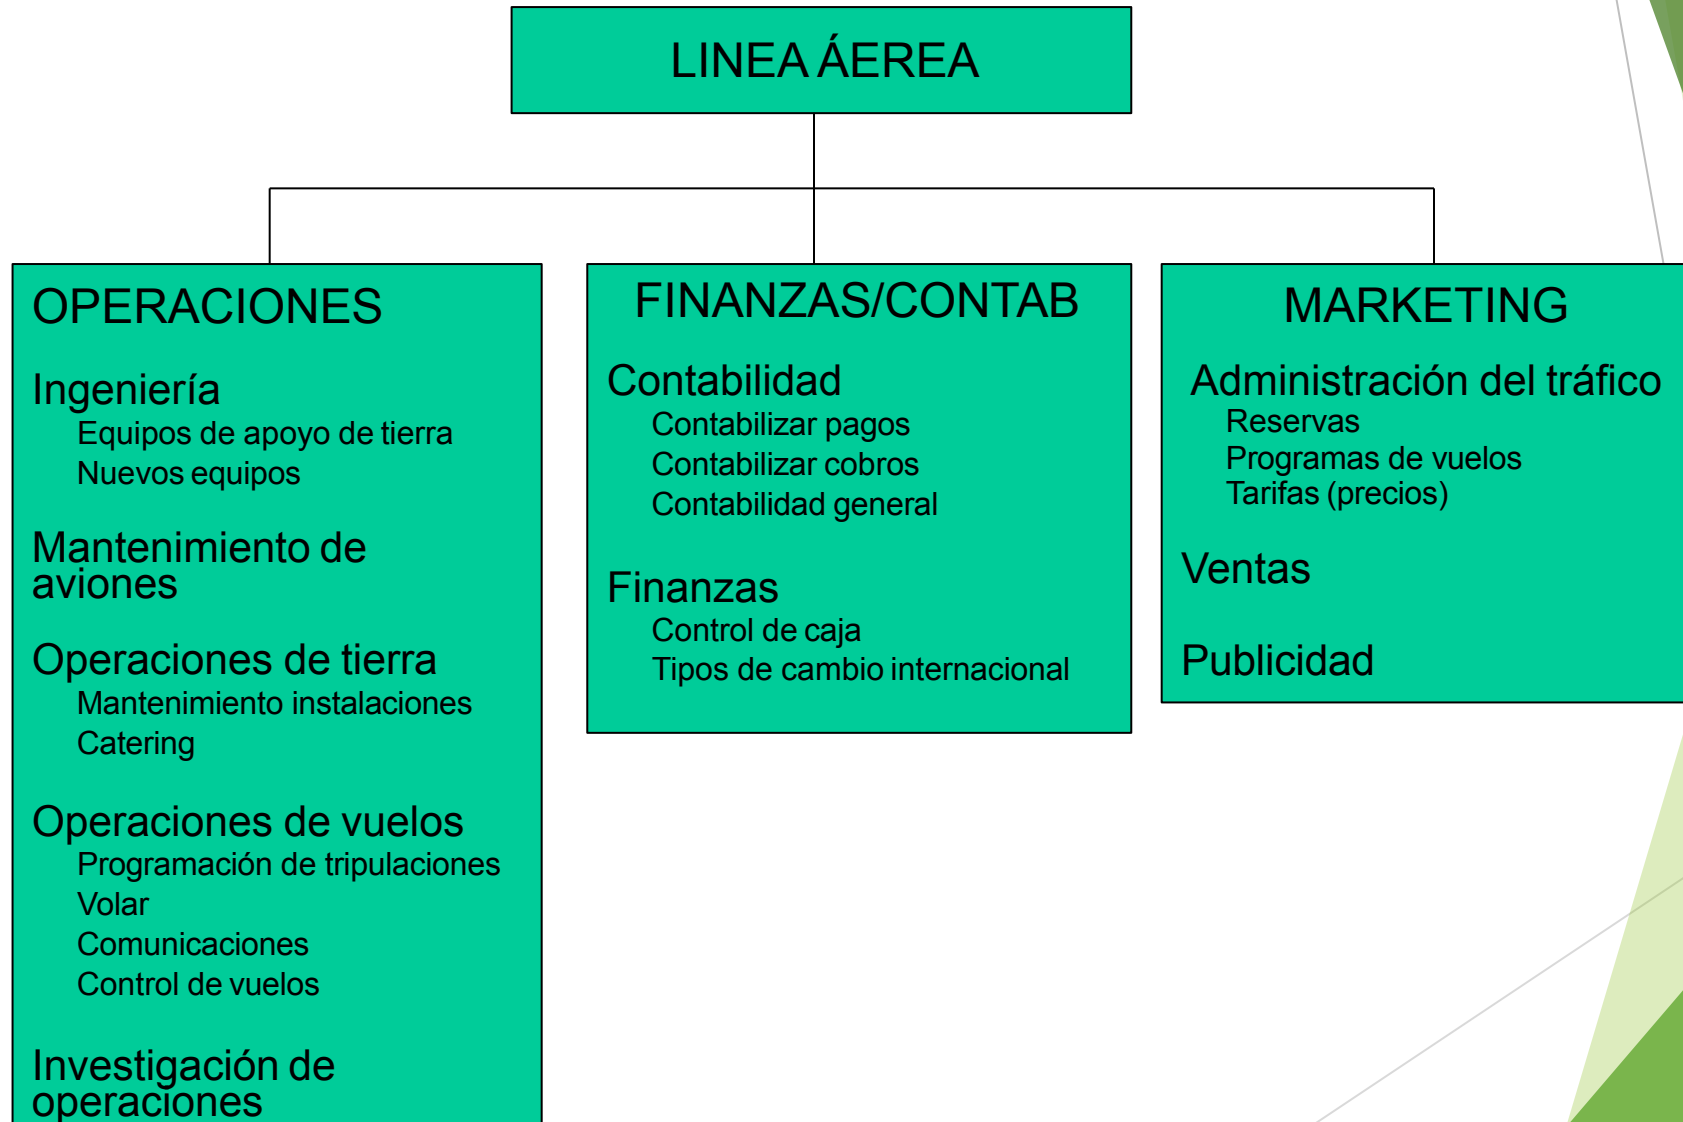 LINEA ÁEREA
OPERACIONES
Ingeniería
Equipos de apoyo de tierra
Nuevos equipos
Mantenimiento de
aviones
Operaciones de tierra
Mantenimiento instalaciones
Catering
Operaciones de vuelos
Programación de tripulaciones
Volar
Comunicaciones
Control de vuelos
Investigación de
operaciones
FINANZAS/CONTAB
Contabilidad
Contabilizar pagos
Contabilizar cobros
Contabilidad general
Finanzas
Control de caja
Tipos de cambio internacional
MARKETING
Administración del tráfico
Reservas
Programas de vuelos
Tarifas (precios)
Ventas
Publicidad